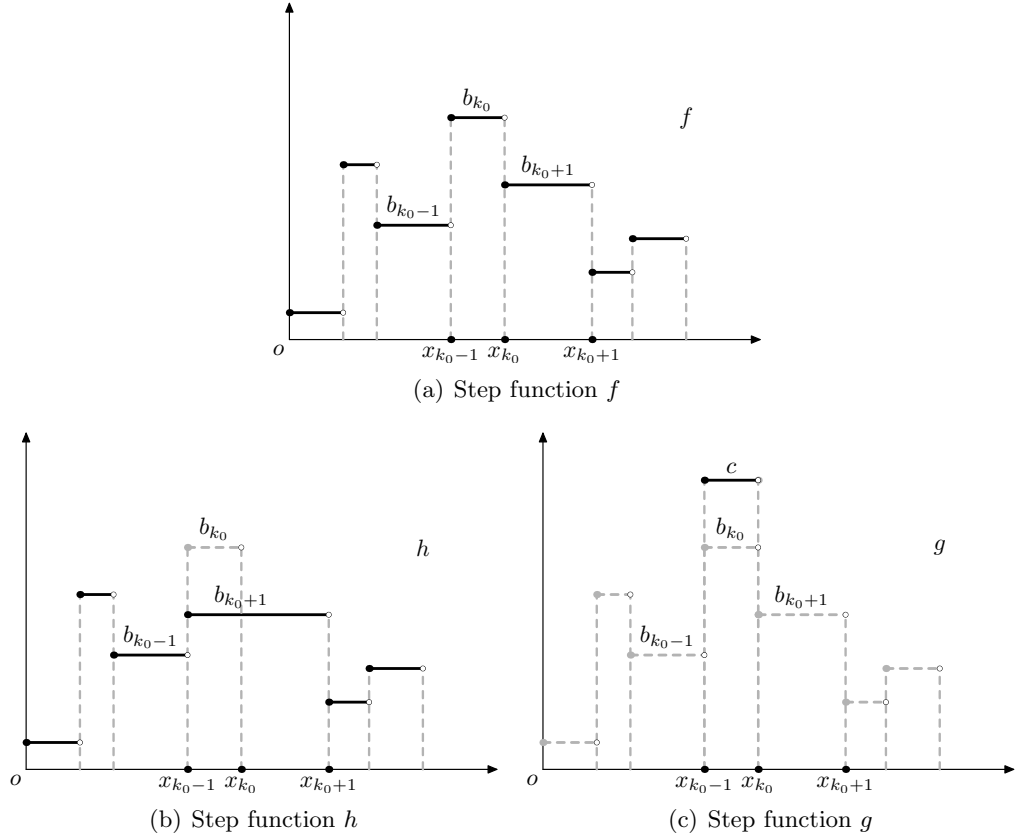 b_{k_0}
f
b_{k_0+1}
b_{k_0-1}
o
x_{k_0-1} x_{k_0} x_{k_0+1}
(a) Step function f
b_{k_0}
h
b_{k_0+1}
b_{k_0-1}
o
x_{k_0-1} x_{k_0} x_{k_0+1}
(b) Step function h
c
b_{k_0}
g
b_{k_0+1}
b_{k_0-1}
o
x_{k_0-1} x_{k_0} x_{k_0+1}
(c) Step function g